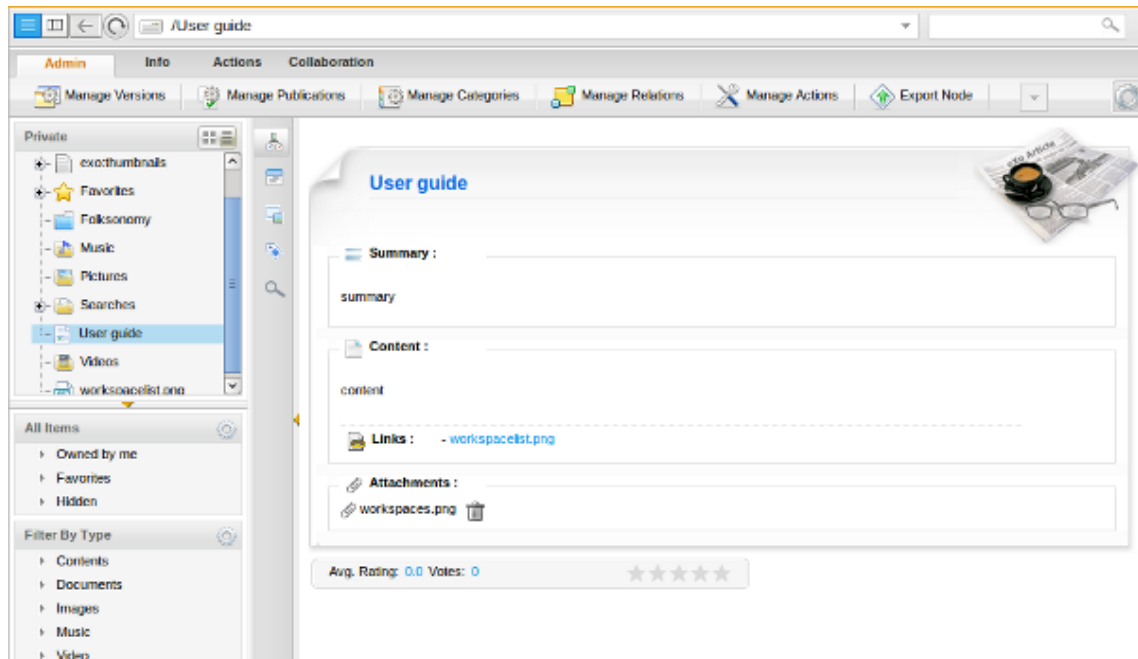 /User guide
Admin Info Actions Collaboration
Manage Versions Manage Publications Manage Categories Manage Relations Manage Actions Export Node
Private
exo:thumbnails
Favorites
Folksonomy
Music
Pictures
Searches
User guide
Videos
workspacelist.png
All Items
Owned by me
Favorites
Hidden
Filter By Type
Contents
Documents
Images
Music
Video
eXo Article
User guide
Summary :
summary
Content :
content
Links : - workspacelist.png
Attachments :
workspaces.png
Avg. Rating: 0.0 Votes: 0